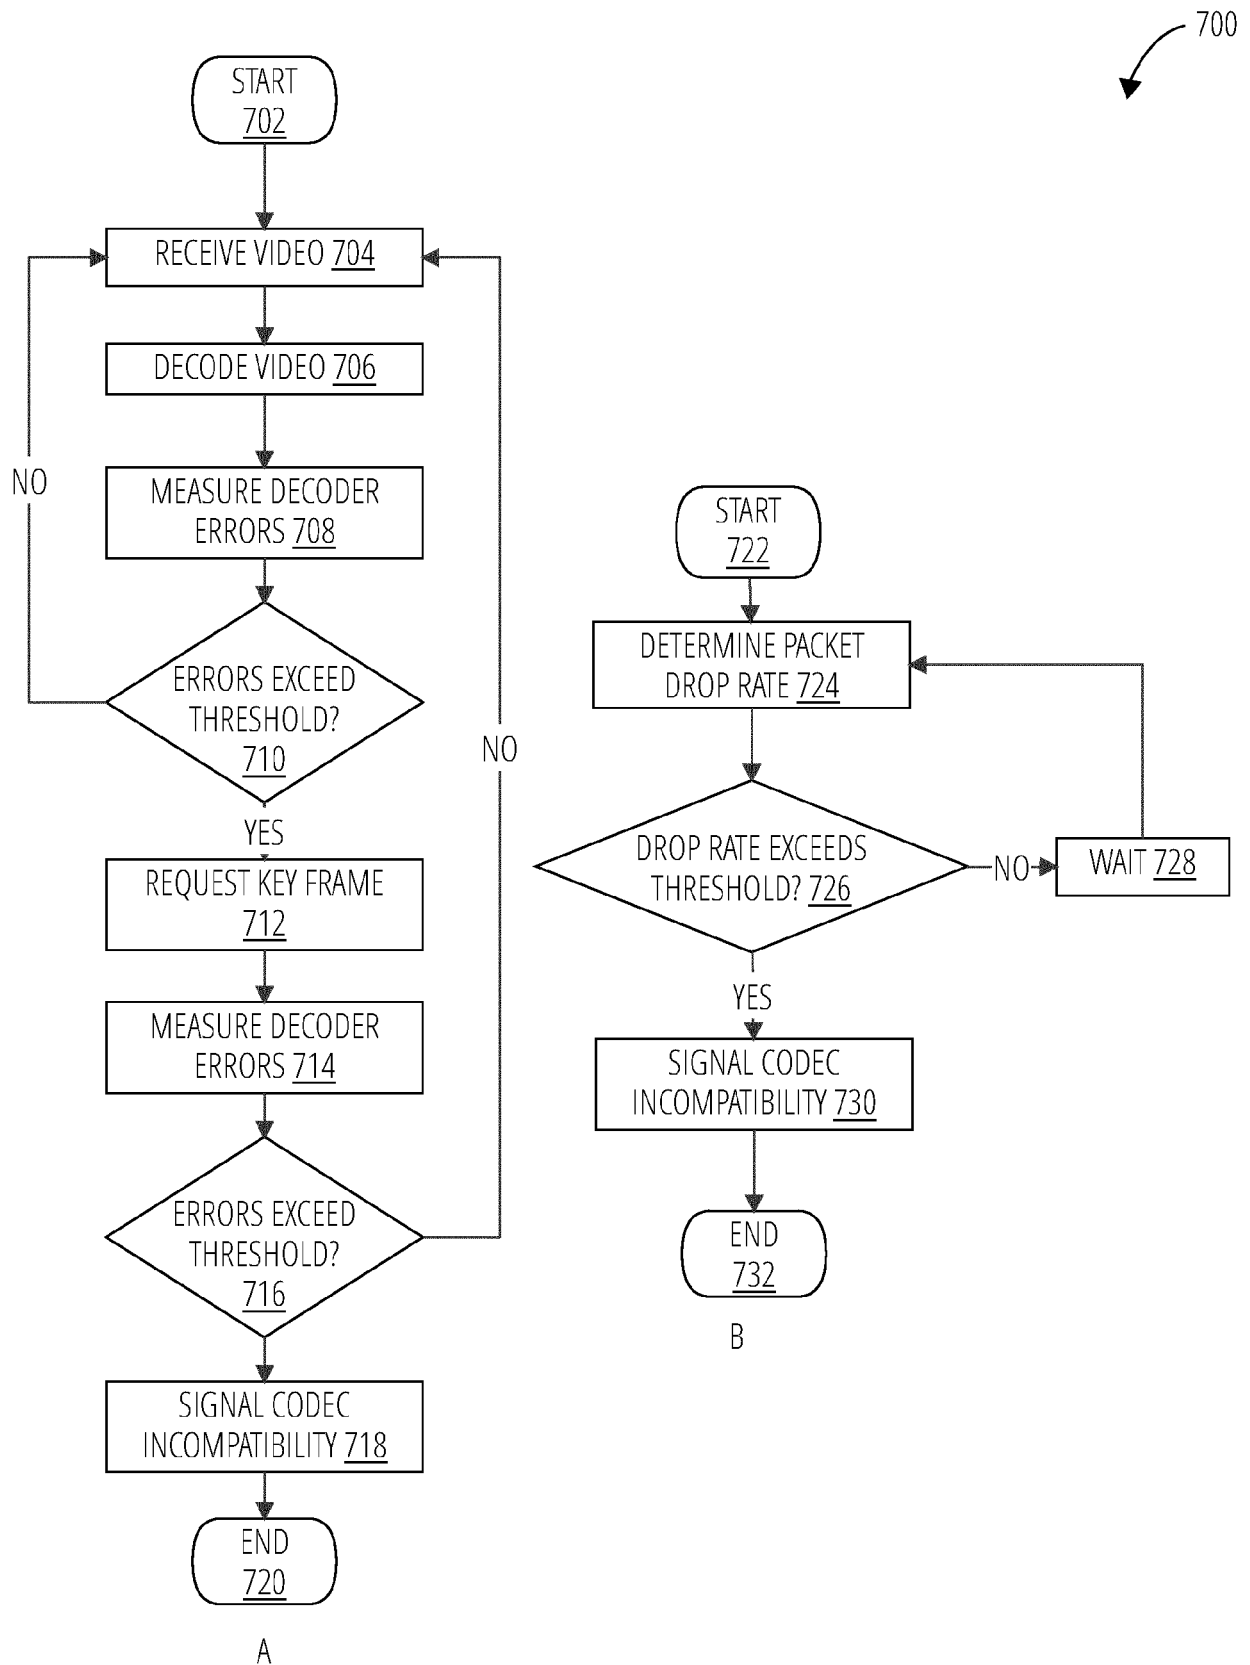 700
START
702
RECEIVE VIDEO 704
DECODE VIDEO 706
MEASURE DECODER
ERRORS 708
NO
ERRORS EXCEED
THRESHOLD?
710
YES
REQUEST KEY FRAME
712
MEASURE DECODER
ERRORS 714
NO
ERRORS EXCEED
THRESHOLD?
716
SIGNAL CODEC
INCOMPATIBILITY 718
END
720
A
START
722
DETERMINE PACKET
DROP RATE 724
DROP RATE EXCEEDS
THRESHOLD? 726
NO
WAIT 728
YES
SIGNAL CODEC
INCOMPATIBILITY 730
END
732
B